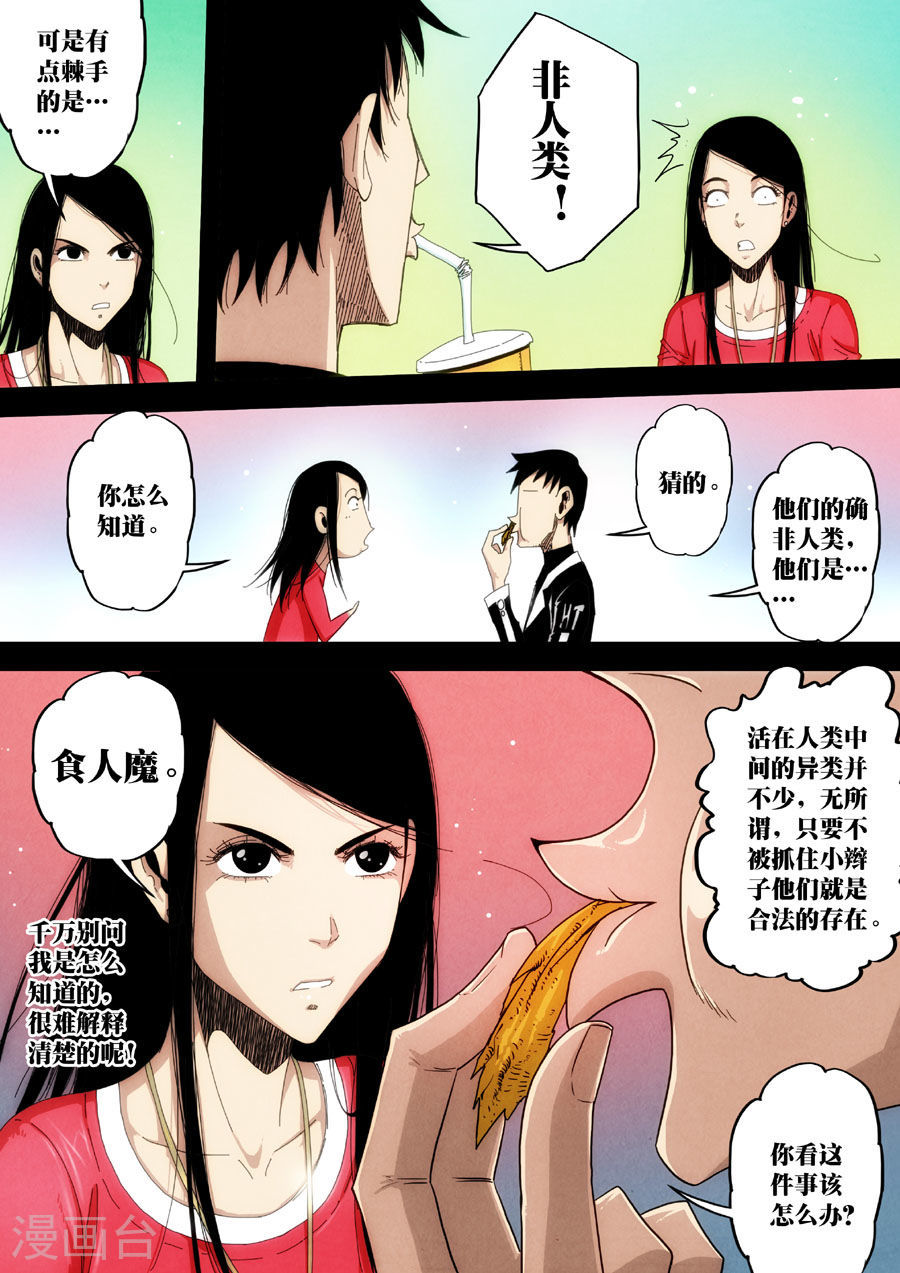 可是有
点棘手
的是……
……
非人类！
你怎么
知道。
猜的。
他们的确
非人类，
他们是……
……
食人魔。
千万别问
我是怎么
知道的，
很难解释
清楚的呢！
活在人类中
间的异类并
不少，无所
谓，只要不
被抓住小辫
子他们就是
合法的存在。
你看这
件事该
怎么办？
YHT
漫画台